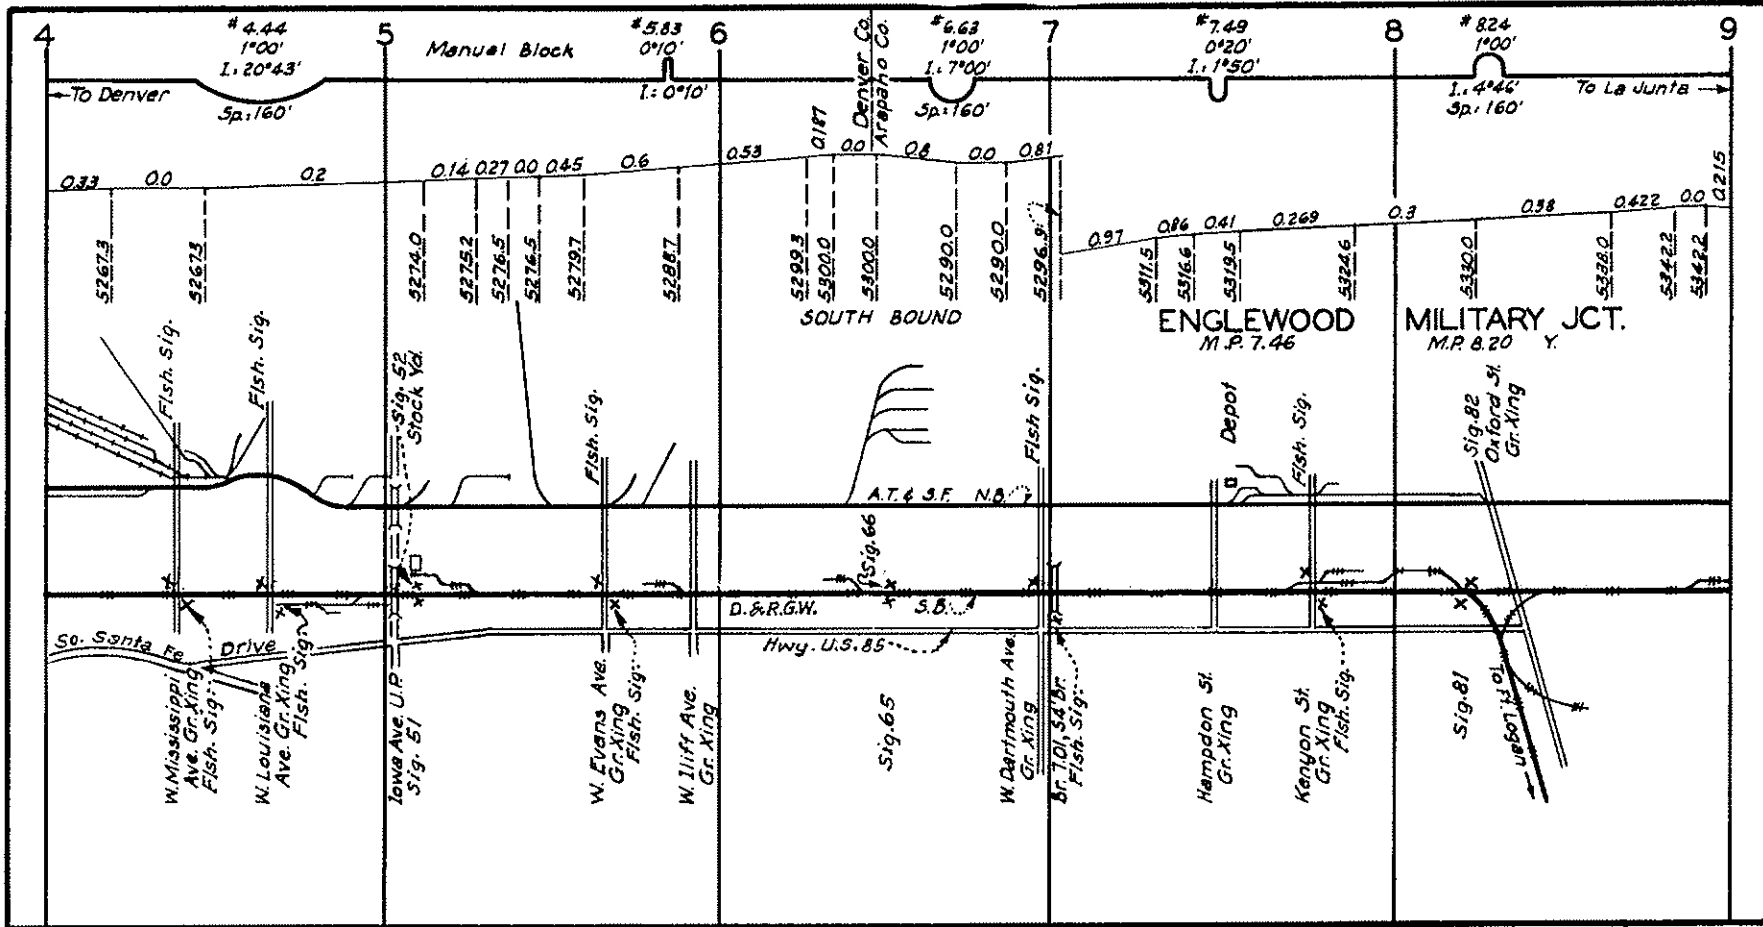 4
#4.44
1°00'
I.: 20°43'
Sp.: 160'
5
Manual Block
#5.83
0°10'
I.: 0°10'
6
Denver Co.
Arapaho Co.
#6.63
1°00'
I.: 7°00'
Sp.: 160'
7
#7.49
0°20'
I.: 1°50'
8
#8.24
1°00'
I.: 4°46'
Sp.: 160'
9
To Denver
To La Junta
0.33
0.0
0.2
0.14
0.27
0.0
0.45
0.6
0.53
0.187
0.0
0.8
0.0
0.81
0.97
0.86
0.41
0.269
0.3
0.422
0.0
0.215
5267.3
5267.3
5274.0
5275.2
5276.5
5276.5
5279.7
5288.7
5299.3
5300.0
5300.0
5290.0
5290.0
5296.9
5311.5
5316.6
5319.5
5324.6
5330.0
5338.0
5342.2
5342.2
SOUTH BOUND
ENGLEWOOD
M.P. 7.46
MILITARY JCT.
M.P. 8.20 Y.
Flsh. Sig.
Flsh. Sig.
Sig. 52
Stock Yd.
Flsh. Sig.
Flsh Sig.
Depot
Flsh. Sig.
Sig. 82
Oxford St.
Gr. Xing
A.T. & S.F. N.B.
Sig. 66
D. & R.G.W. S.B.
So. Santa Fe Drive
Hwy. U.S. 85
W. Mississippi
Ave. Gr. Xing
Flsh. Sig.
W. Louisiana
Ave. Gr. Xing
Flsh. Sig.
Iowa Ave. U.P.
Sig. 51
W. Evans Ave.
Gr. Xing
Flsh. Sig.
W. Iliff Ave.
Gr. Xing
Sig. 65
W. Dartmouth Ave.
Gr. Xing
Br. 7.01, 54' Br.
Flsh. Sig.
Hampdon St.
Gr. Xing
Kenyon St.
Gr. Xing
Flsh. Sig.
Sig. 81
To Ft. Logan